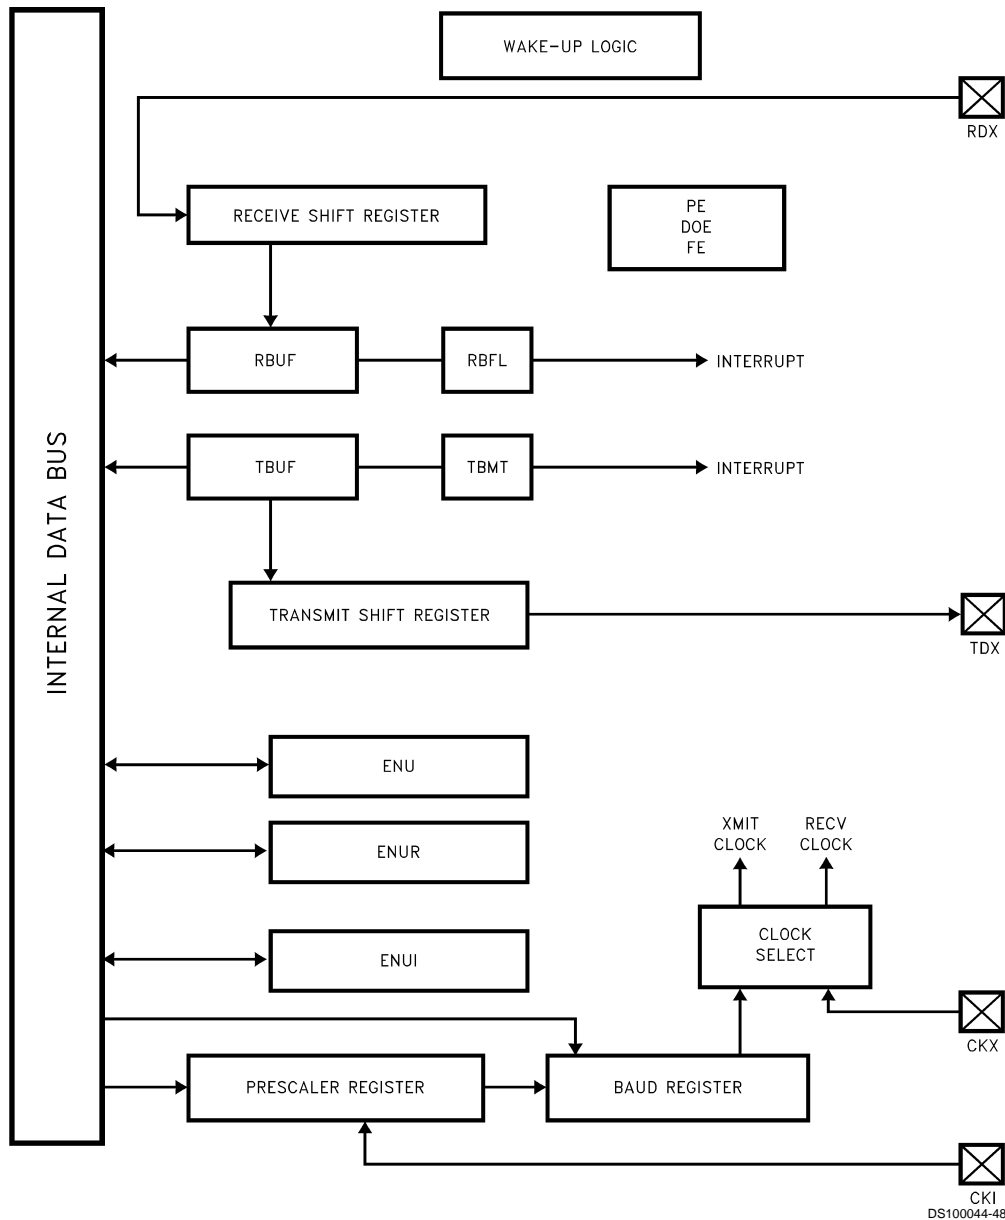 WAKE-UP LOGIC
RDX
RECEIVE SHIFT REGISTER
PE
DOE
FE
RBUF
RBFL
INTERRUPT
INTERNAL DATA BUS
TBUF
TBMT
INTERRUPT
TRANSMIT SHIFT REGISTER
TDX
ENU
XMIT
CLOCK
RECV
CLOCK
ENUR
CLOCK
SELECT
ENUI
CKX
PRESCALER REGISTER
BAUD REGISTER
CKI
DS100044-48